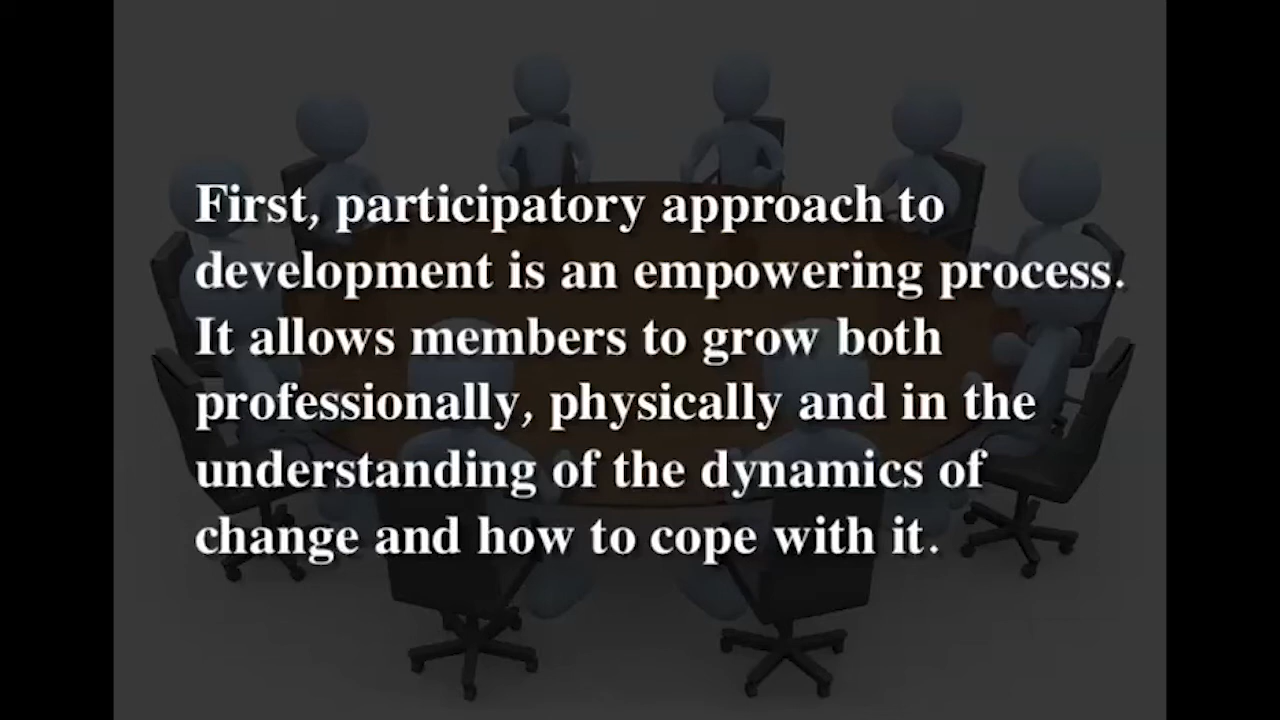 First, participatory approach to
development is an empowering process.
It allows members to grow both
professionally, physically and in the
understanding of the dynamics of
change and how to cope with it.